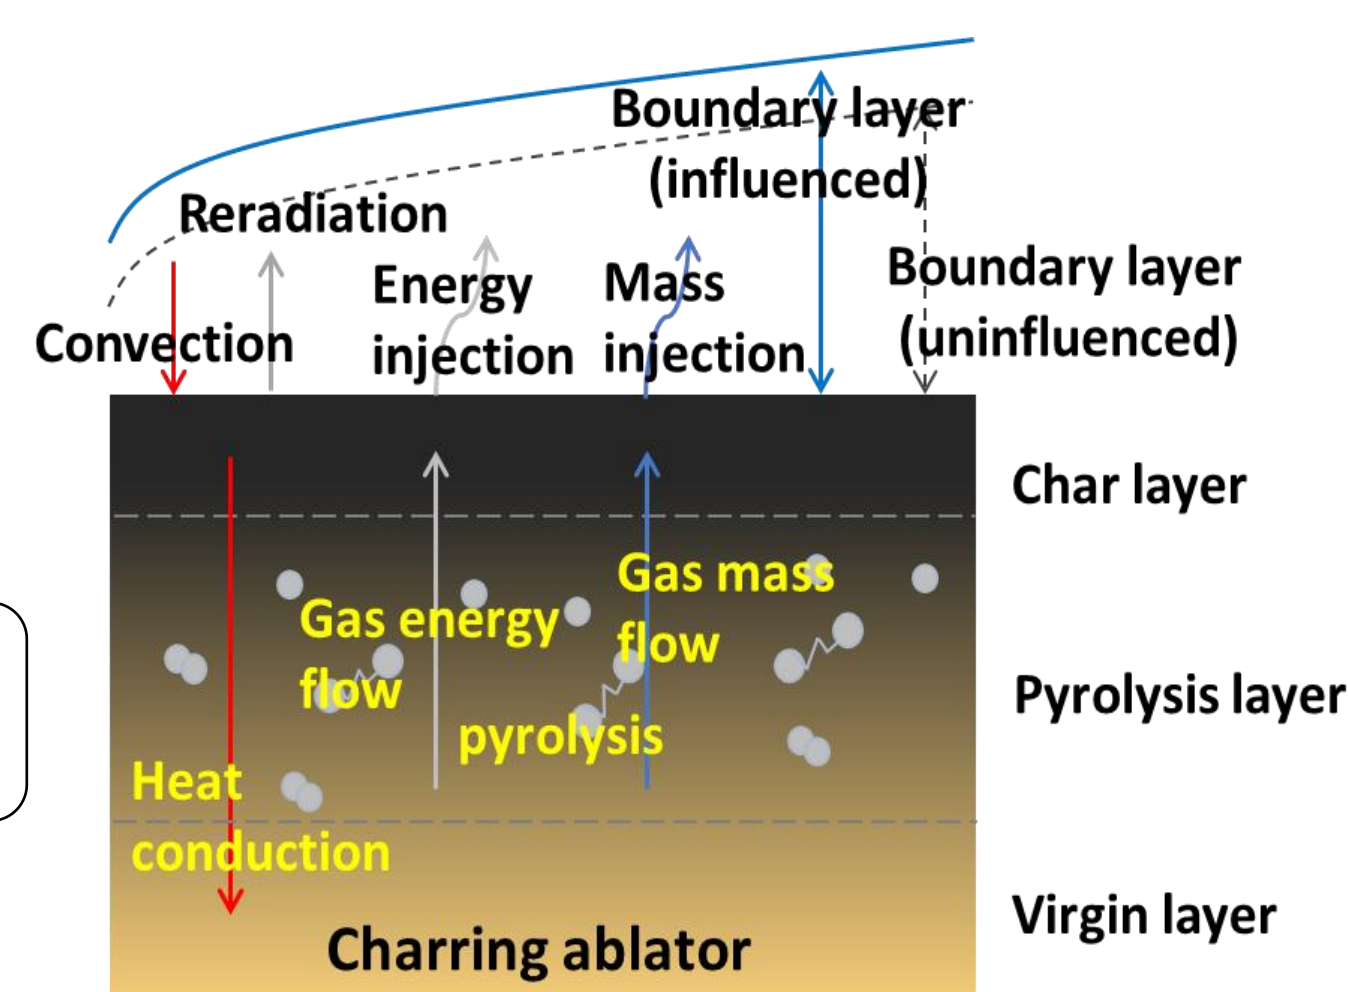 Boundary layer
(influenced)
Reradiation
Energy
injection
Mass
injection
Boundary layer
(uninfluenced)
Convection
Char layer
Gas mass
flow
Gas energy
flow
pyrolysis
Pyrolysis layer
Heat
conduction
Virgin layer
Charring ablator